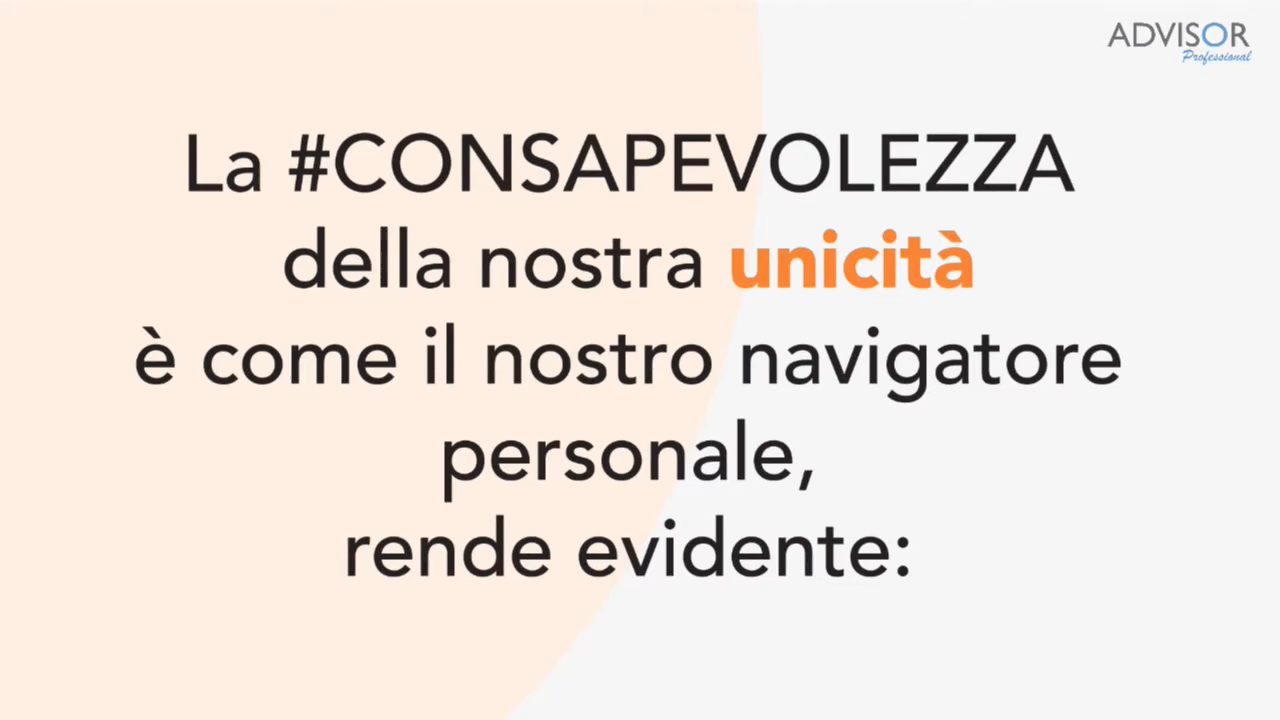 ADVISOR
Professional
La #CONSAPEVOLEZZA
della nostra unicità
è come il nostro navigatore
personale,
rende evidente: